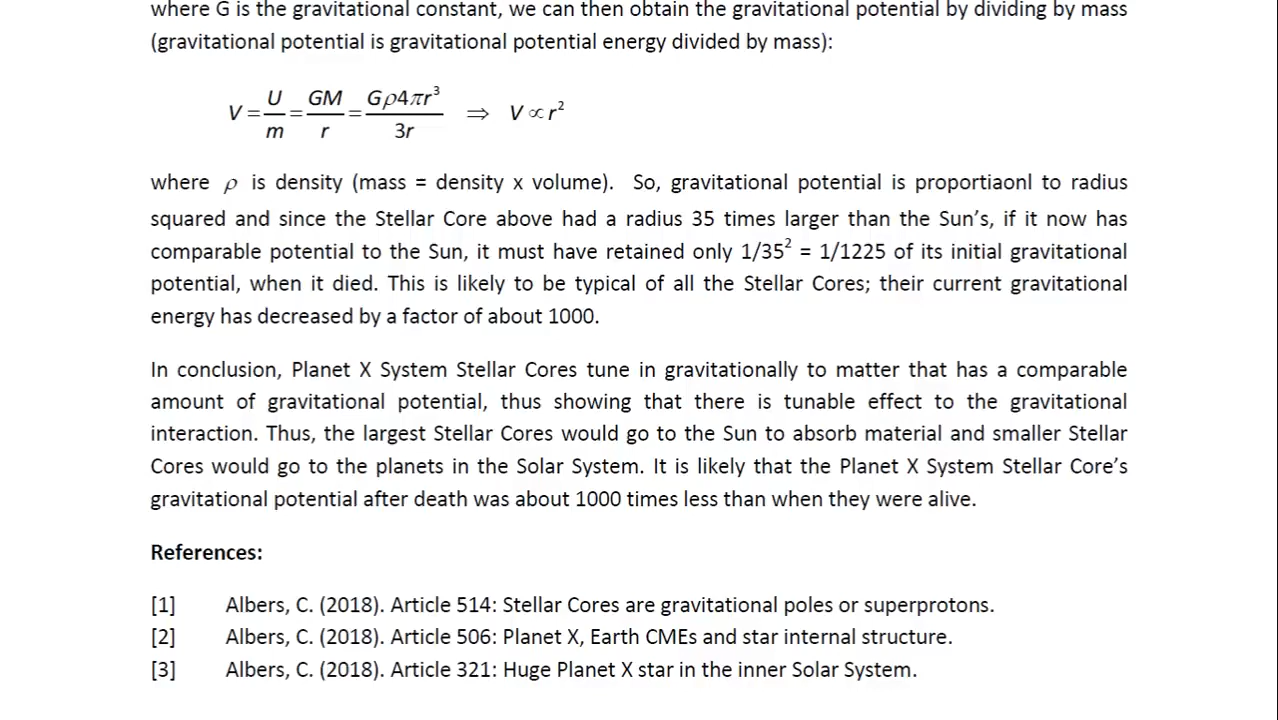 where G is the gravitational constant, we can then obtain the gravitational potential by dividing by mass
(gravitational potential is gravitational potential energy divided by mass):
V = U/m = GM/r = Gρ4πr³/3r ⇒ V ∝ r²
where ρ is density (mass = density x volume). So, gravitational potential is proportiaonl to radius
squared and since the Stellar Core above had a radius 35 times larger than the Sun’s, if it now has
comparable potential to the Sun, it must have retained only 1/35² = 1/1225 of its initial gravitational
potential, when it died. This is likely to be typical of all the Stellar Cores; their current gravitational
energy has decreased by a factor of about 1000.
In conclusion, Planet X System Stellar Cores tune in gravitationally to matter that has a comparable
amount of gravitational potential, thus showing that there is tunable effect to the gravitational
interaction. Thus, the largest Stellar Cores would go to the Sun to absorb material and smaller Stellar
Cores would go to the planets in the Solar System. It is likely that the Planet X System Stellar Core’s
gravitational potential after death was about 1000 times less than when they were alive.
References:
[1] Albers, C. (2018). Article 514: Stellar Cores are gravitational poles or superprotons.
[2] Albers, C. (2018). Article 506: Planet X, Earth CMEs and star internal structure.
[3] Albers, C. (2018). Article 321: Huge Planet X star in the inner Solar System.